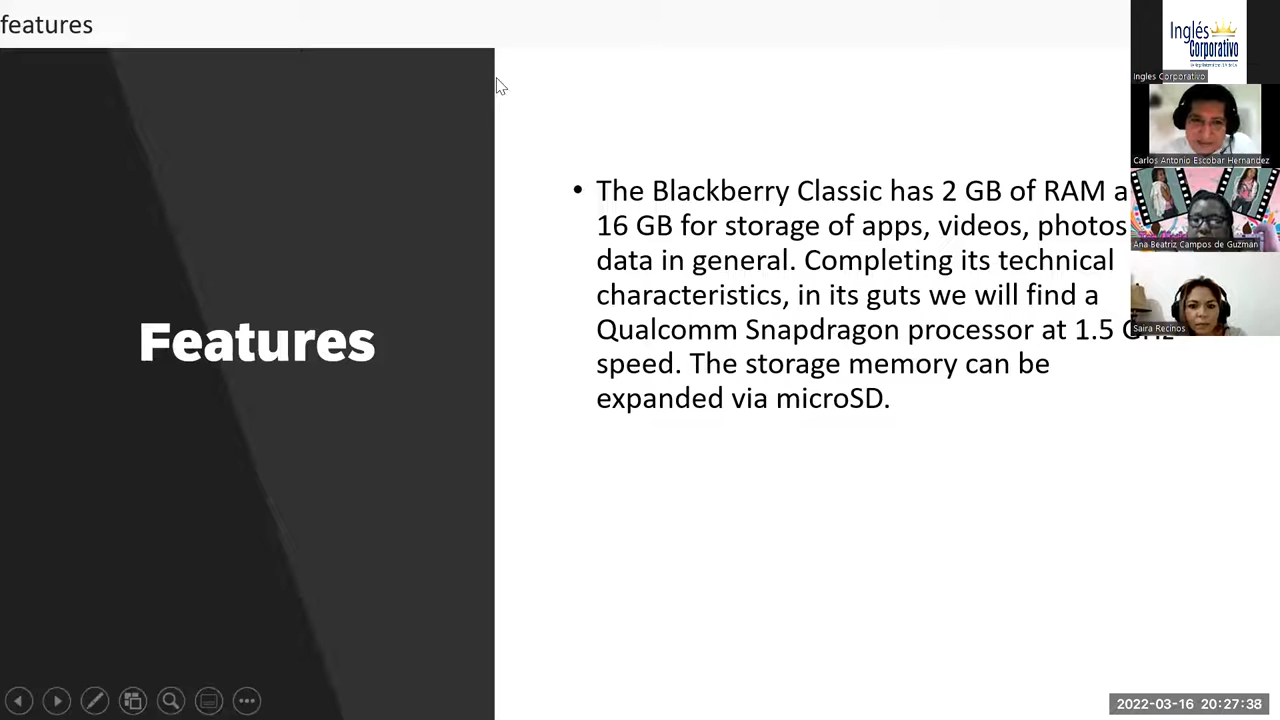 features
Inglés
Corporativo
Ingles Corporativo
Carlos Antonio Escobar Hernandez
Ana Beatriz Campos de Guzman
Saira Recinos
Features
• The Blackberry Classic has 2 GB of RAM
16 GB for storage of apps, videos, photos
data in general. Completing its technical
characteristics, in its guts we will find a
Qualcomm Snapdragon processor at 1.5
speed. The storage memory can be
expanded via microSD.
2022-03-16 20:27:38